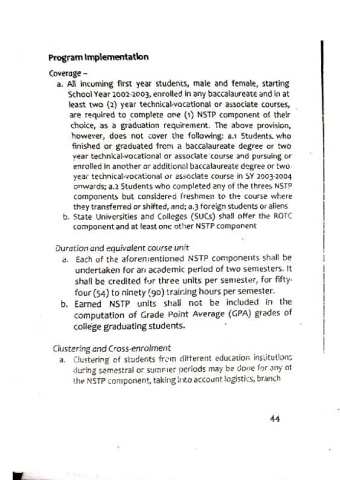 Program Implementation
Coverage –
a. All incoming first year students, male and female, starting
School Year 2002-2003, enrolled in any baccalaureate and in at
least two (2) year technical-vocational or associate courses,
are required to complete one (1) NSTP component of their
choice, as a graduation requirement. The above provision,
however, does not cover the following: a.1 Students who
finished or graduated from a baccalaureate degree or two
year technical-vocational or associate course and pursuing or
enrolled in another or additional baccalaureate degree or two-
year technical-vocational or associate course in SY 2003-2004
onwards; a.2 Students who completed any of the threes NSTP
components but considered freshmen to the course where
they transferred or shifted, and; a.3 foreign students or aliens
b. State Universities and Colleges (SUCs) shall offer the ROTC
component and at least one other NSTP component
Duration and equivalent course unit
a. Each of the aforementioned NSTP components shall be
undertaken for an academic period of two semesters. It
shall be credited for three units per semester, for fifty-
four (54) to ninety (90) training hours per semester.
b. Earned NSTP units shall not be included in the
computation of Grade Point Average (GPA) grades of
college graduating students.
Clustering and Cross-enrolment
a. Clustering of students from different education institutions
during semestral or summer periods may be done for any of
the NSTP component, taking into account logistics, branch
44